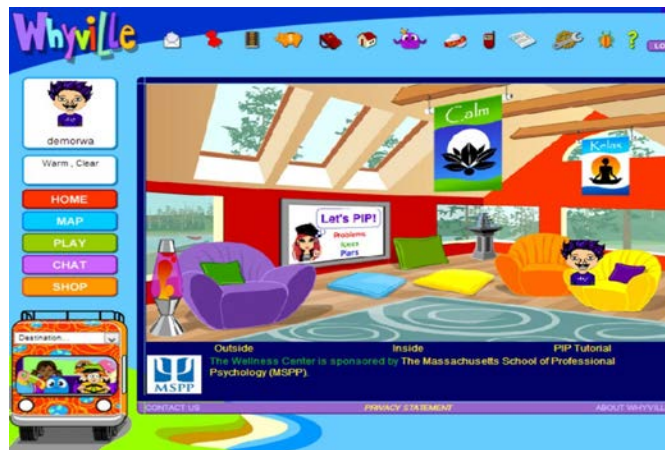 Whyville
LO
demorwa
Warm , Clear
HOME
MAP
PLAY
CHAT
SHOP
Destination...
Calm
Relax
Let's PIP!
Problems
Ideas
Plans
Outside Inside PIP Tutorial
The Wellness Center is sponsored by The Massachusetts School of Professional
Psychology (MSPP).
MSPP
CONTACT US PRIVACY STATEMENT ABOUT WHYVILL